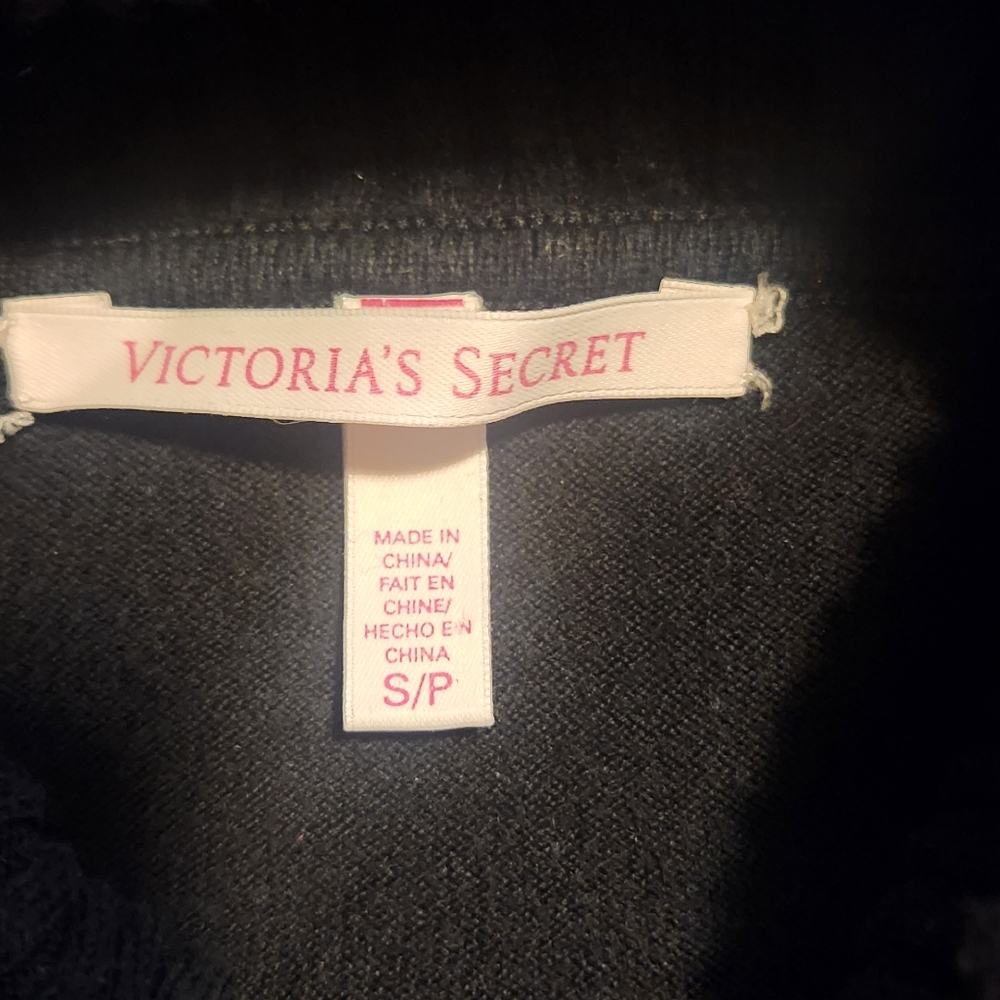 VICTORIA'S SECRET
MADE IN
CHINA/
FAIT EN
CHINE/
HECHO EN
CHINA
S/P